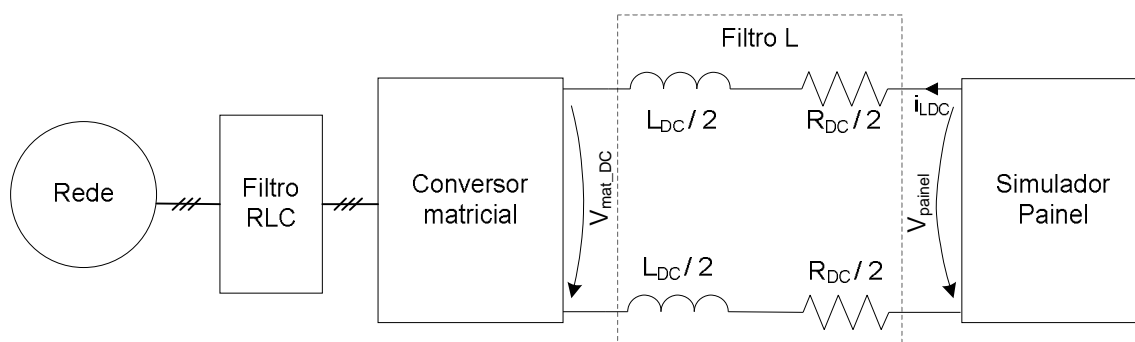 Filtro L
L_DC / 2
R_DC / 2
i_LDC
Rede
Filtro
RLC
Conversor
matricial
V_mat_DC
V_painel
Simulador
Painel
L_DC / 2
R_DC / 2